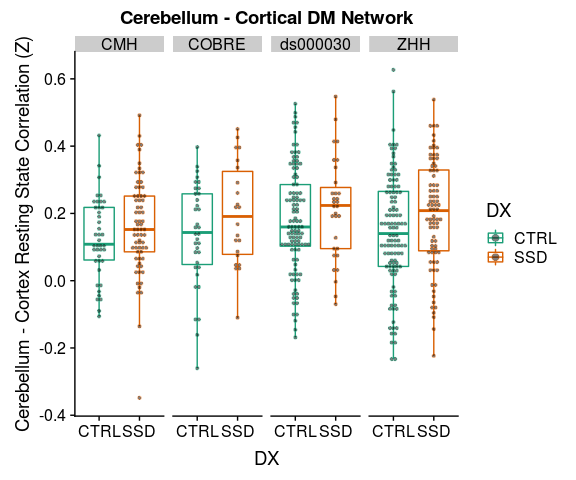 Cerebellum - Cortical DM Network
CMH
COBRE
ds000030
ZHH
Cerebellum - Cortex Resting State Correlation (Z)
0.6
0.4
0.2
0.0
-0.2
-0.4
CTRL SSD
CTRL SSD
CTRL SSD
CTRL SSD
DX
DX
CTRL
SSD